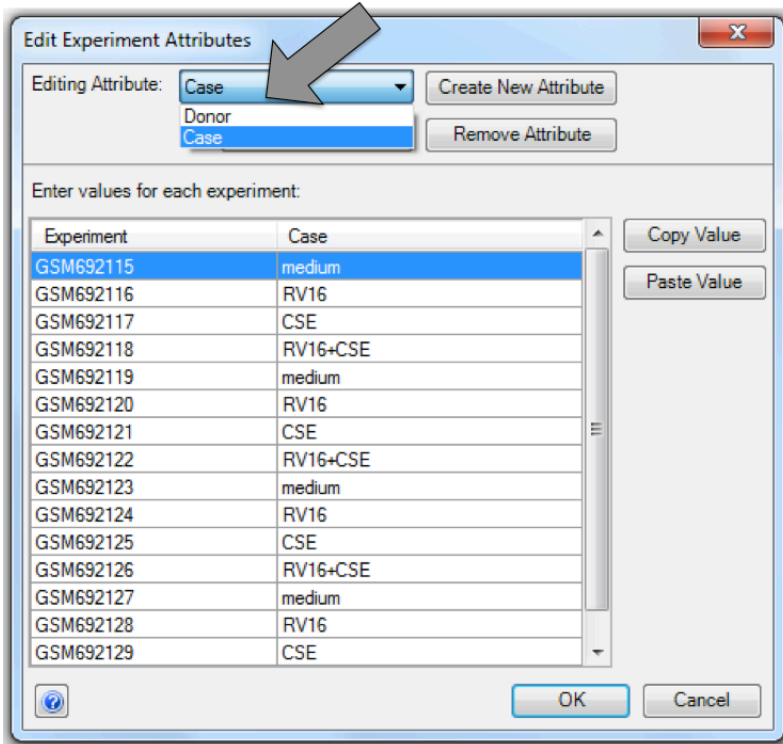 Edit Experiment Attributes
Editing Attribute: Case Create New Attribute
Donor
Case Remove Attribute
Enter values for each experiment:
Experiment Case Copy Value
GSM692115 medium Paste Value
GSM692116 RV16
GSM692117 CSE
GSM692118 RV16+CSE
GSM692119 medium
GSM692120 RV16
GSM692121 CSE
GSM692122 RV16+CSE
GSM692123 medium
GSM692124 RV16
GSM692125 CSE
GSM692126 RV16+CSE
GSM692127 medium
GSM692128 RV16
GSM692129 CSE
OK Cancel